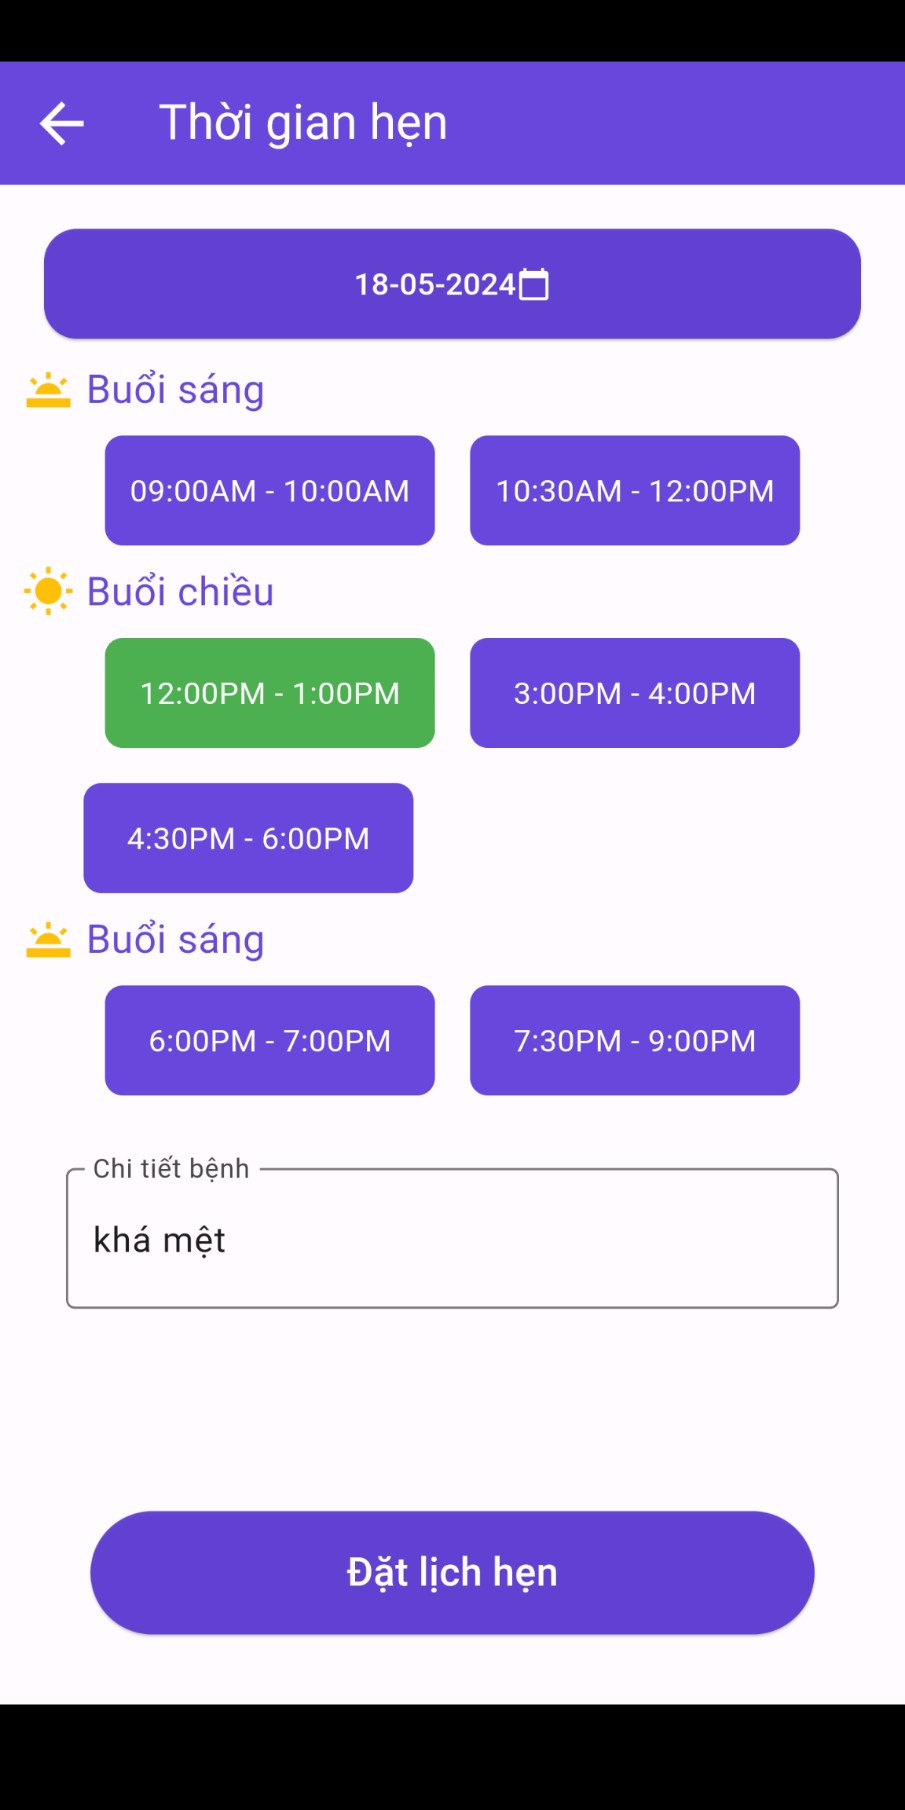 Thời gian hẹn
18-05-2024
Buổi sáng
09:00AM - 10:00AM
10:30AM - 12:00PM
Buổi chiều
12:00PM - 1:00PM
3:00PM - 4:00PM
4:30PM - 6:00PM
Buổi sáng
6:00PM - 7:00PM
7:30PM - 9:00PM
Chi tiết bệnh
khá mệt
Đặt lịch hẹn